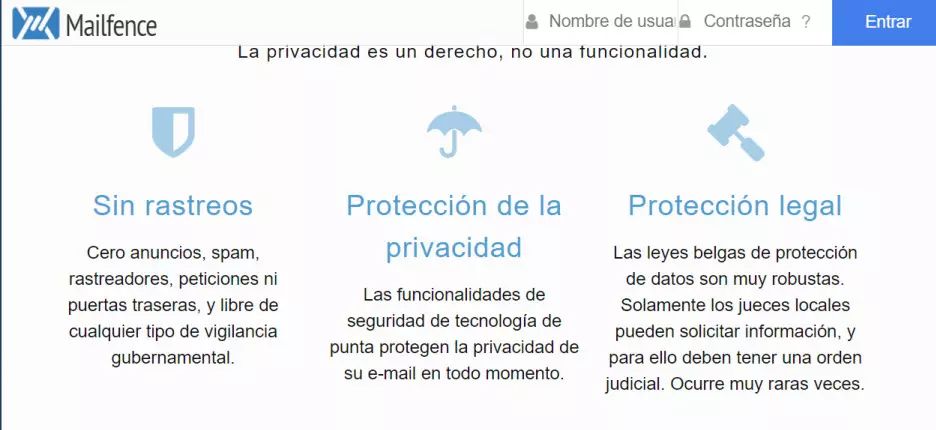 Mailfence
Nombre de usua
Contraseña ?
Entrar
La privacidad es un derecho, no una funcionalidad.
Sin rastreos
Cero anuncios, spam,
rastreadores, peticiones ni
puertas traseras, y libre de
cualquier tipo de vigilancia
gubernamental.
Protección de la
privacidad
Las funcionalidades de
seguridad de tecnología de
punta protegen la privacidad de
su e-mail en todo momento.
Protección legal
Las leyes belgas de protección
de datos son muy robustas.
Solamente los jueces locales
pueden solicitar información, y
para ello deben tener una orden
judicial. Ocurre muy raras veces.